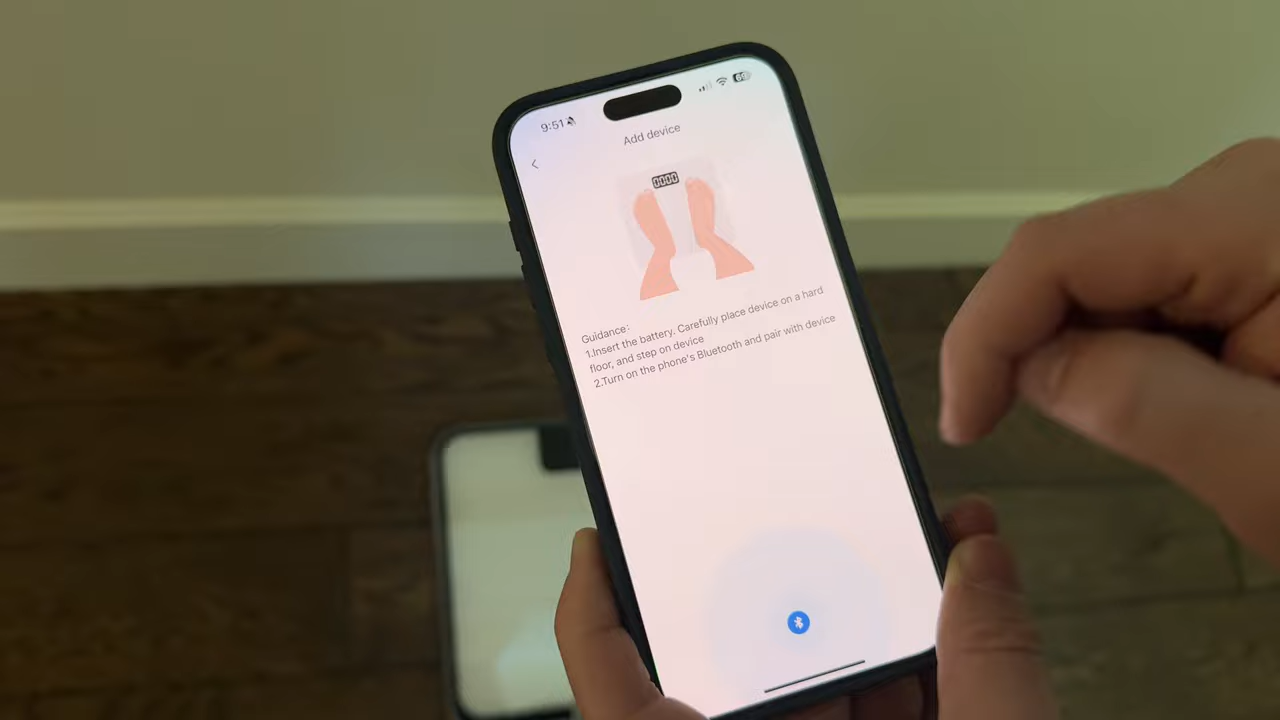 9:51
69
Add device
0000
Guidance:
1.Insert the battery. Carefully place device on a hard
floor, and step on device
2.Turn on the phone's Bluetooth and pair with device